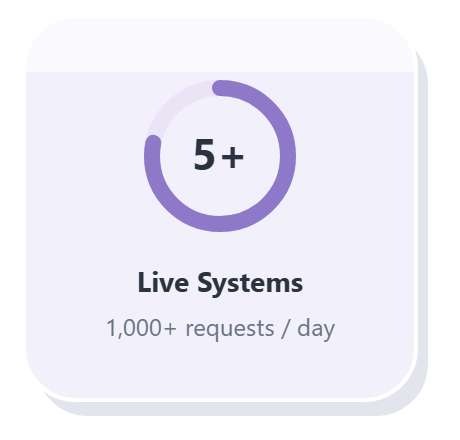 5+
Live Systems
1,000+ requests / day